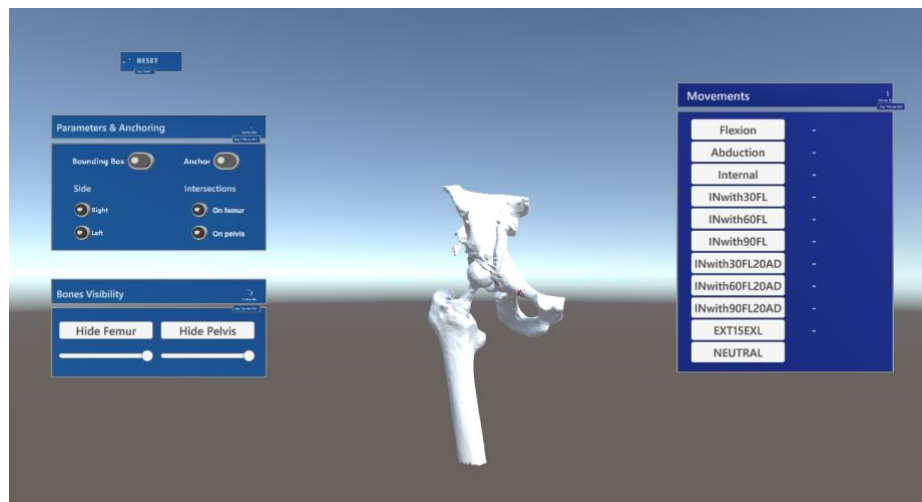 RESET
Parameters & Anchoring
Bounding Box
Anchor
Side
Intersections
Right
On femur
Left
On pelvis
Bones Visibility
Hide Femur
Hide Pelvis
Movements
Flexion -
Abduction -
Internal -
INwith30FL -
INwith60FL -
INwith90FL -
INwith30FL20AD -
INwith60FL20AD -
INwith90FL20AD -
EXT15EXL -
NEUTRAL